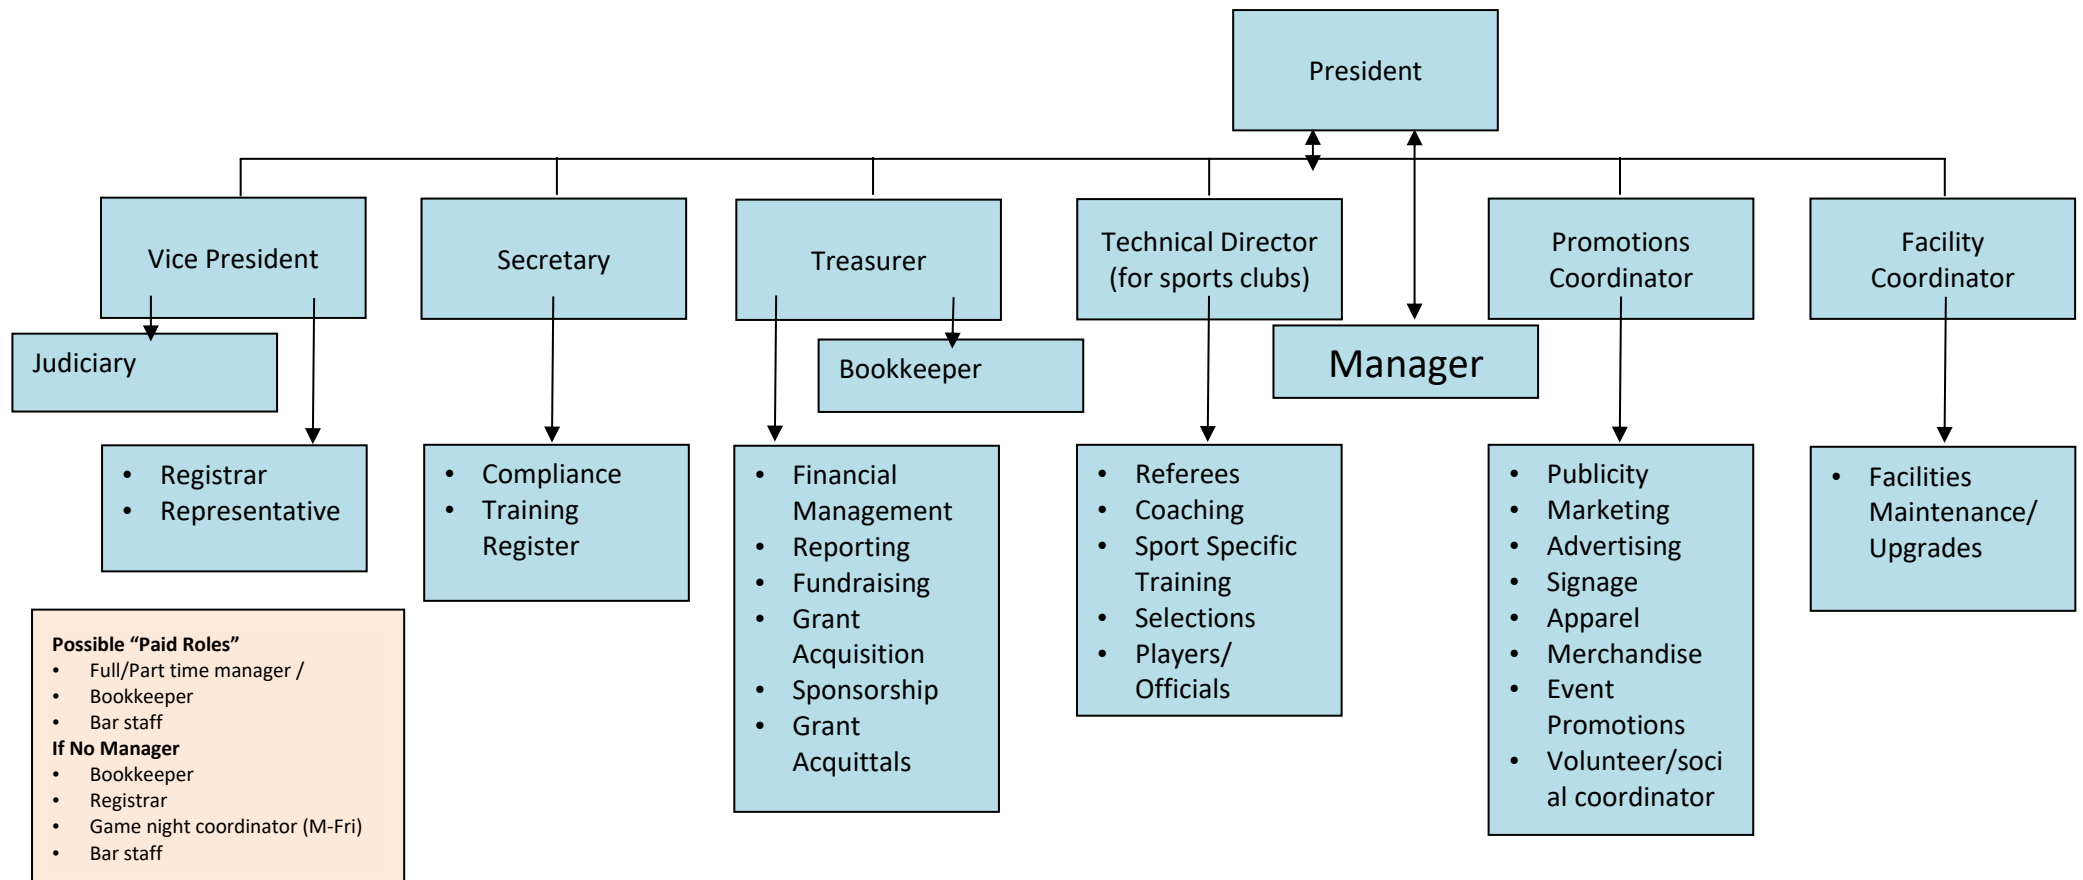 President
Vice President
Secretary
Treasurer
Technical Director
(for sports clubs)
Promotions
Coordinator
Facility
Coordinator
Judiciary
Bookkeeper
Manager
• Registrar
• Representative
• Compliance
• Training
Register
• Financial
Management
• Reporting
• Fundraising
• Grant
Acquisition
• Sponsorship
• Grant
Acquittals
• Referees
• Coaching
• Sport Specific
Training
• Selections
• Players/
Officials
• Publicity
• Marketing
• Advertising
• Signage
• Apparel
• Merchandise
• Event
Promotions
• Volunteer/soci
al coordinator
• Facilities
Maintenance/
Upgrades
Possible “Paid Roles”
• Full/Part time manager /
• Bookkeeper
• Bar staff
If No Manager
• Bookkeeper
• Registrar
• Game night coordinator (M-Fri)
• Bar staff